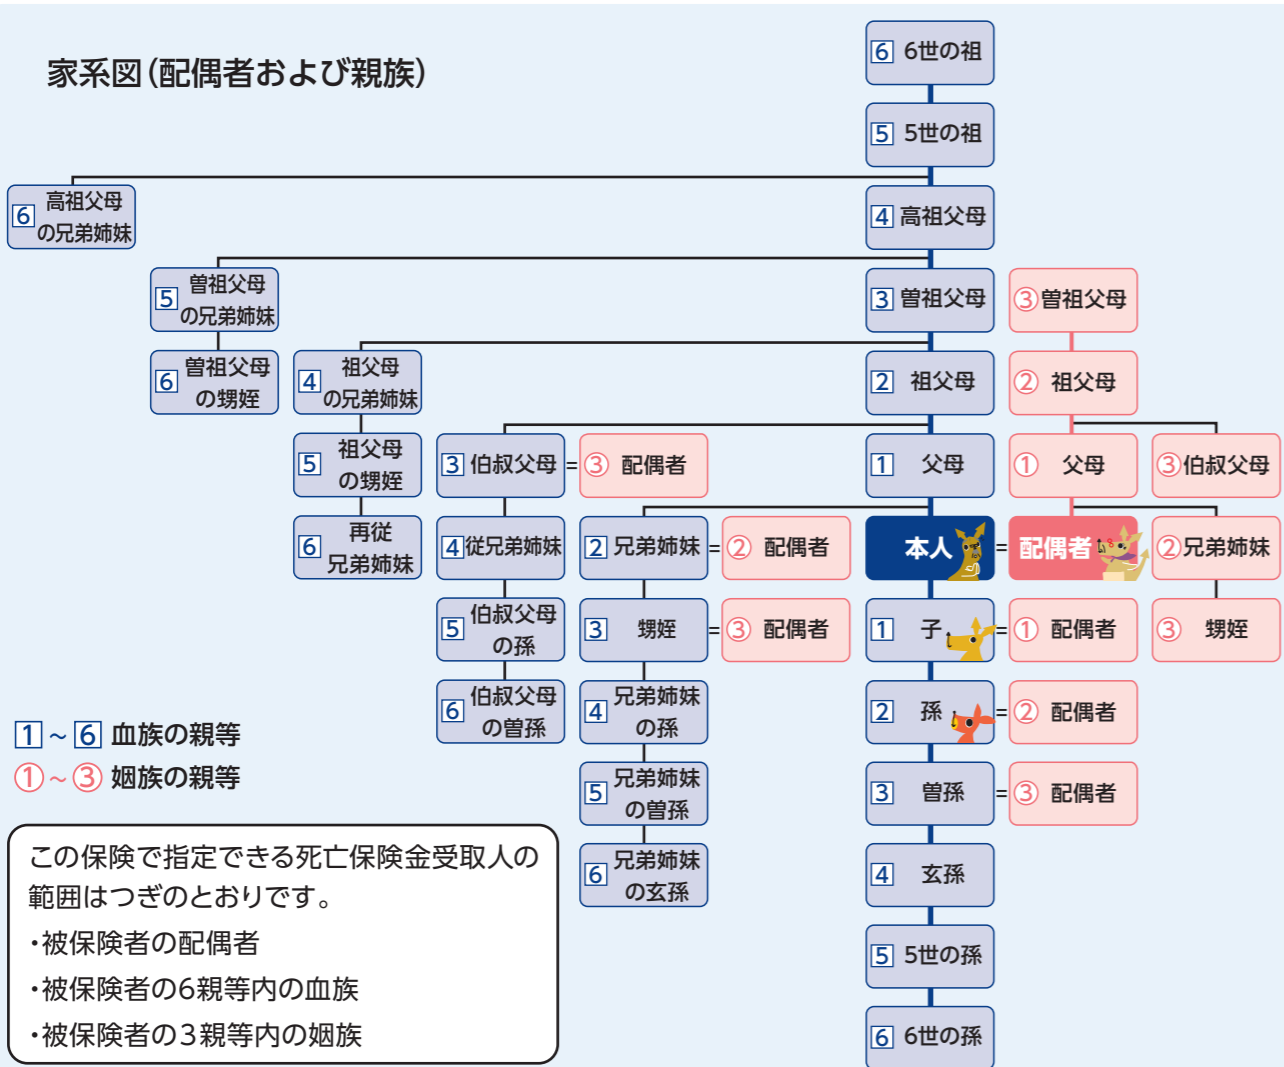 家系図(配偶者および親族)
6 6世の祖
5 5世の祖
6 高祖父母
の兄弟姉妹
4 高祖父母
5 曽祖父母
の兄弟姉妹
3 曽祖父母
③ 曽祖父母
6 曽祖父母
の甥姪
4 祖父母
の兄弟姉妹
2 祖父母
② 祖父母
5 祖父母
の甥姪
3 伯叔父母 = ③ 配偶者
1 父母
① 父母
③ 伯叔父母
6 再従
兄弟姉妹
4 従兄弟姉妹
2 兄弟姉妹 = ② 配偶者
本人 = 配偶者
② 兄弟姉妹
5 伯叔父母
の孫
3 甥姪 = ③ 配偶者
1 子 = ① 配偶者
③ 甥姪
6 伯叔父母
の曽孫
4 兄弟姉妹
の孫
2 孫 = ② 配偶者
5 兄弟姉妹
の曽孫
3 曽孫 = ③ 配偶者
6 兄弟姉妹
の玄孫
4 玄孫
5 5世の孫
6 6世の孫
1~6 血族の親等
①~③ 姻族の親等
この保険で指定できる死亡保険金受取人の
範囲はつぎのとおりです。
・被保険者の配偶者
・被保険者の6親等内の血族
・被保険者の3親等内の姻族